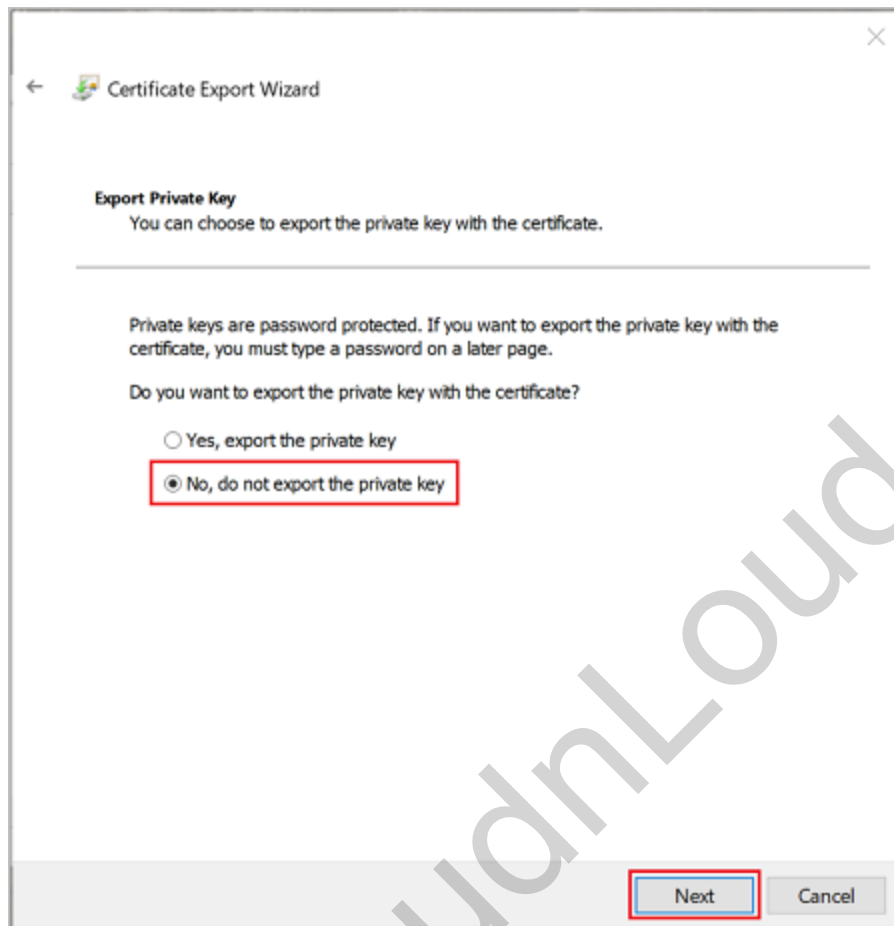 Certificate Export Wizard
Export Private Key
You can choose to export the private key with the certificate.
Private keys are password protected. If you want to export the private key with the
certificate, you must type a password on a later page.
Do you want to export the private key with the certificate?
Yes, export the private key
No, do not export the private key
Next
Cancel